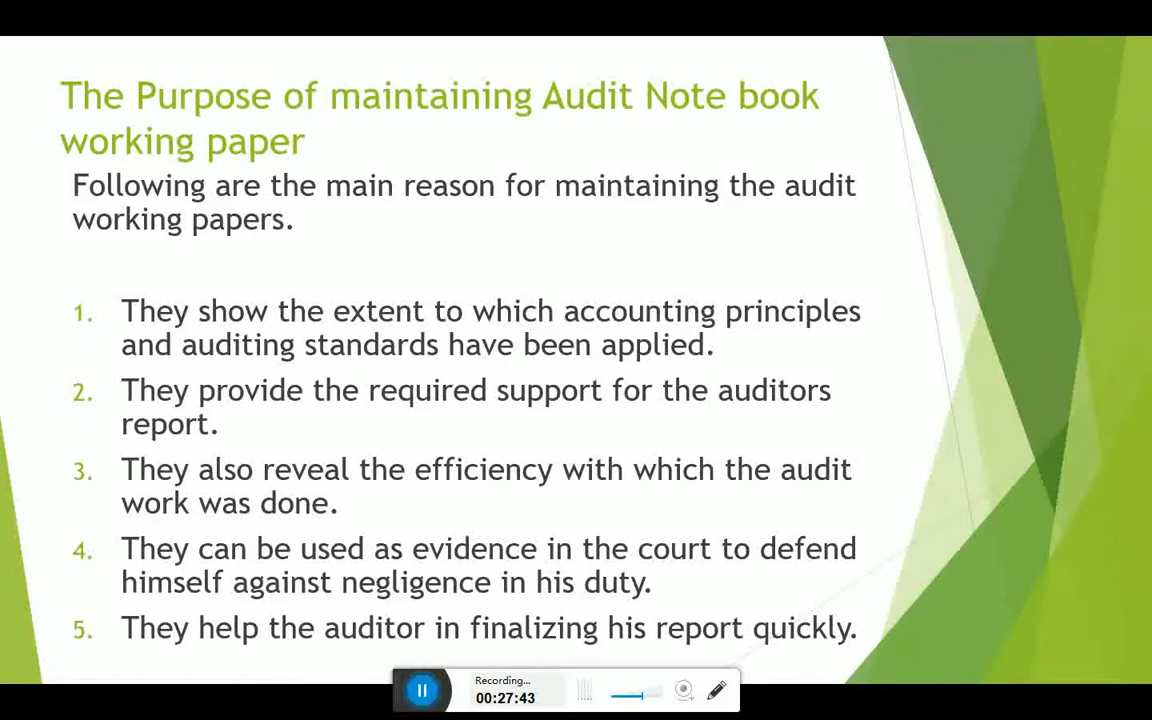 The Purpose of maintaining Audit Note book
working paper
Following are the main reason for maintaining the audit
working papers.
1. They show the extent to which accounting principles
and auditing standards have been applied.
2. They provide the required support for the auditors
report.
3. They also reveal the efficiency with which the audit
work was done.
4. They can be used as evidence in the court to defend
himself against negligence in his duty.
5. They help the auditor in finalizing his report quickly.
Recording...
00:27:43